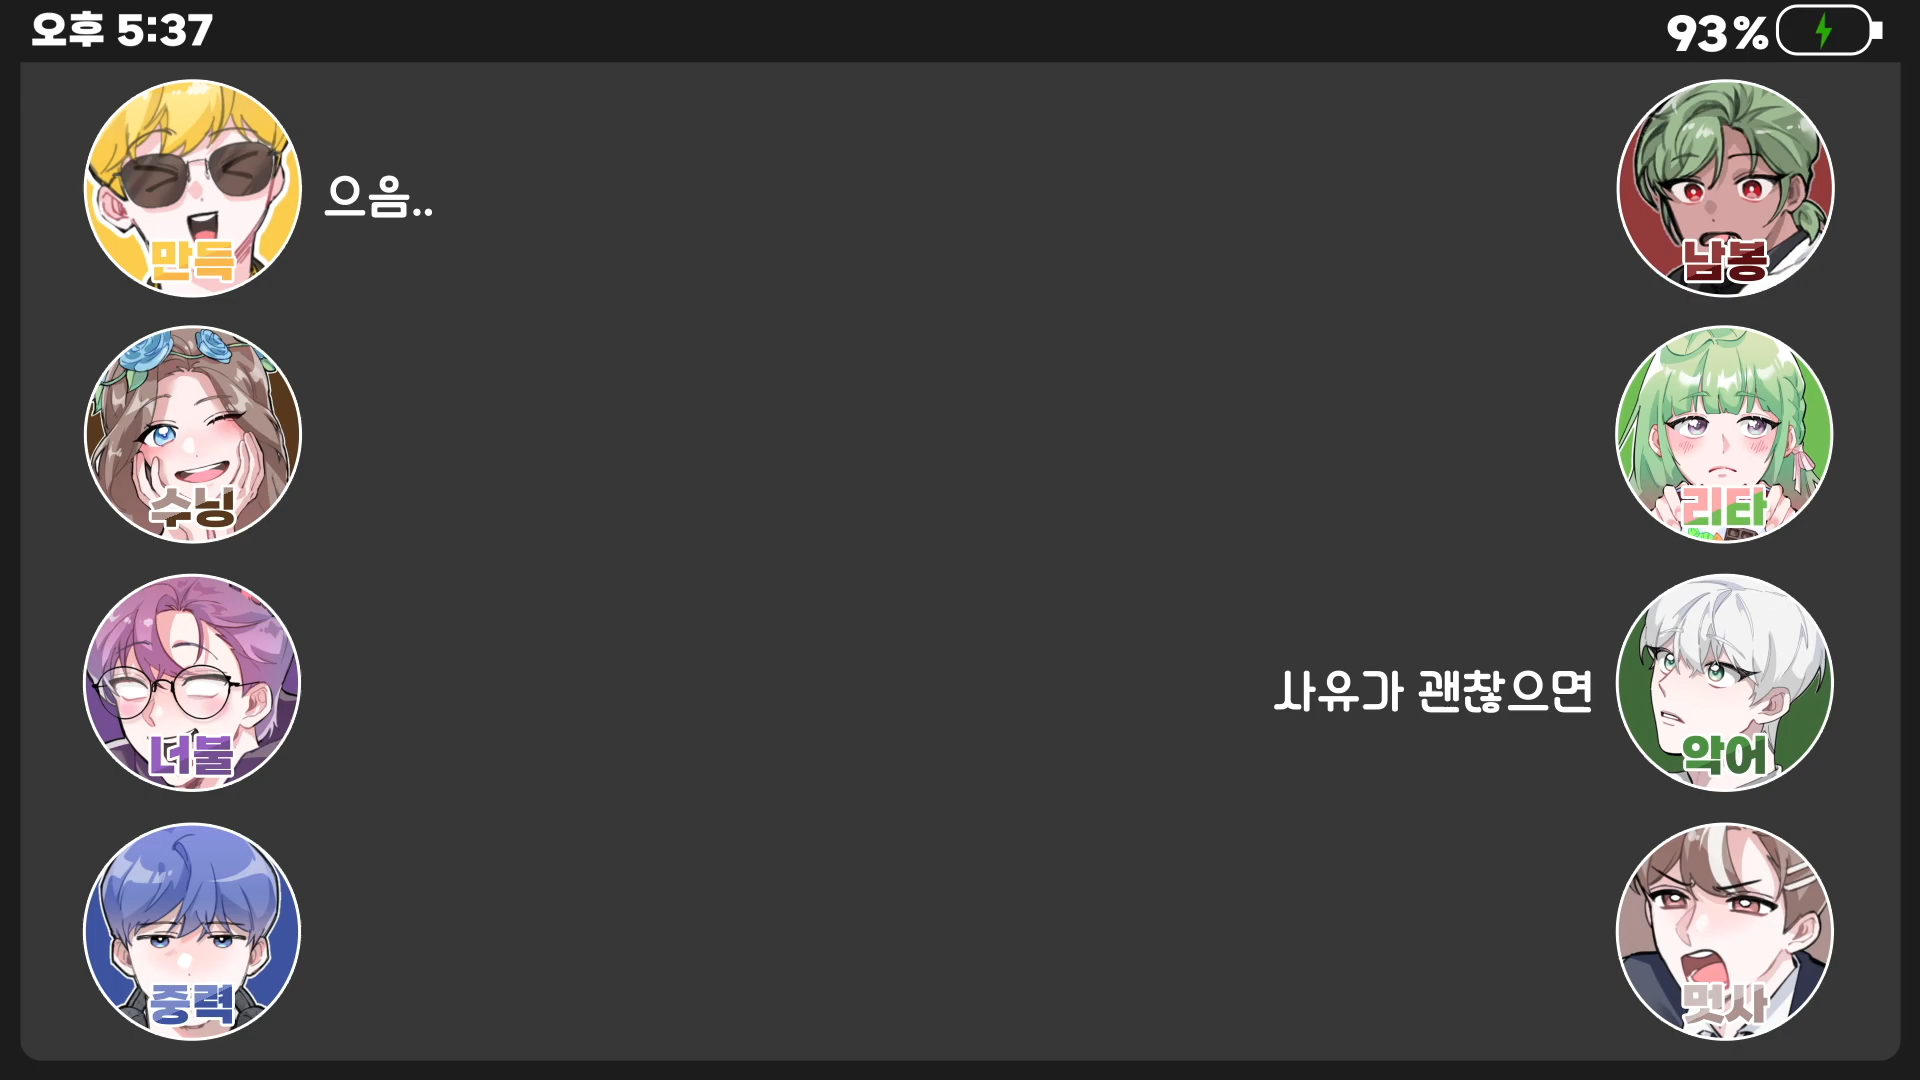 오후 5:37
93%
으음..
만득
남봉
수닝
리타
사유가 괜찮으면
너불
악어
중력
멋사